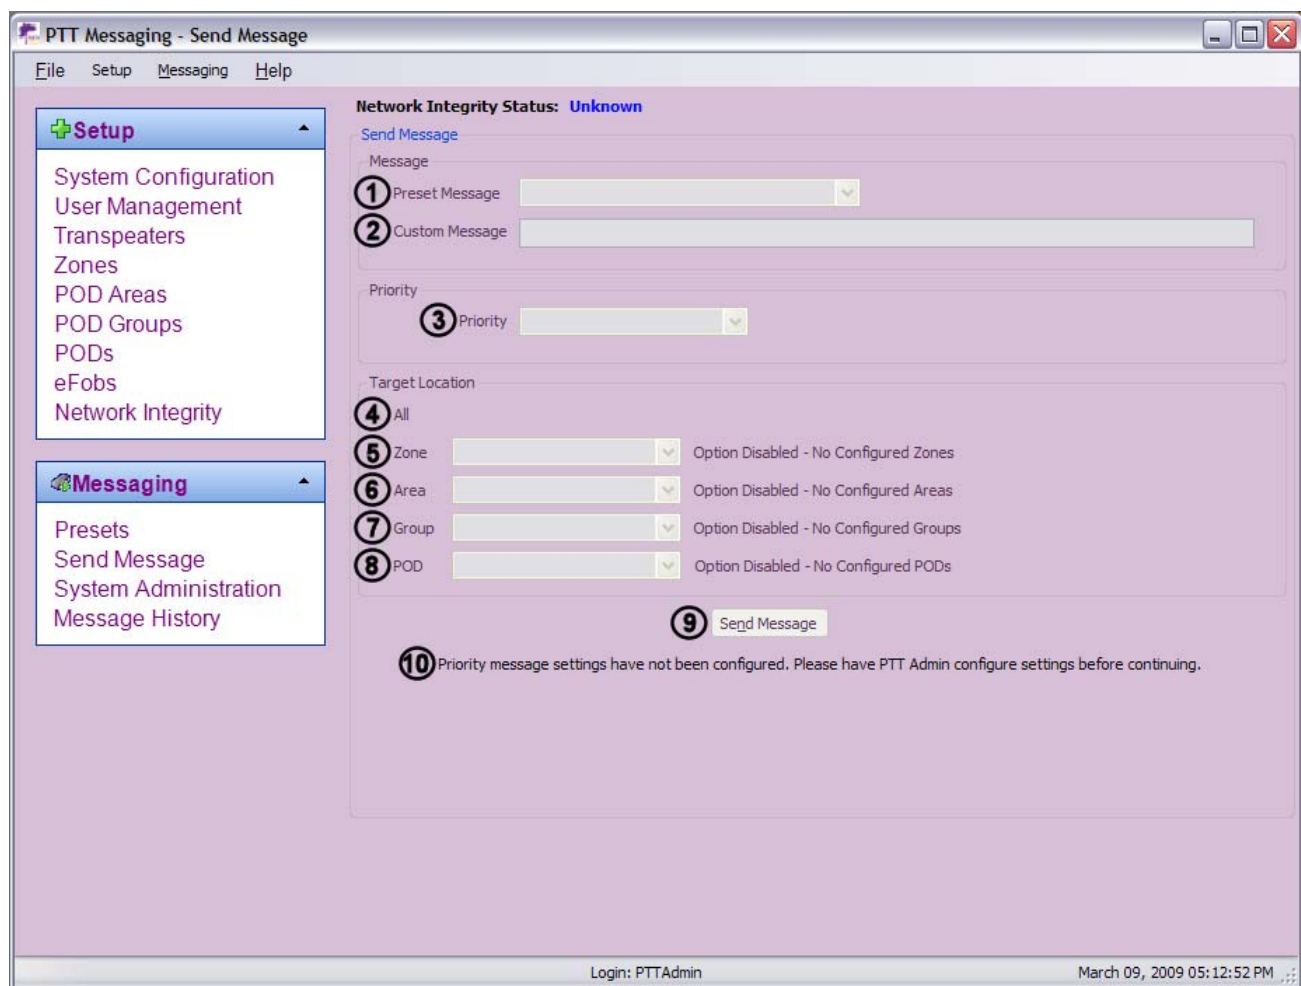 PTT Messaging - Send Message
File Setup Messaging Help
Setup
System Configuration
User Management
Transpeaters
Zones
POD Areas
POD Groups
PODs
eFobs
Network Integrity
Messaging
Presets
Send Message
System Administration
Message History
Network Integrity Status: Unknown
Send Message
Message
1 Preset Message
2 Custom Message
Priority
3 Priority
Target Location
4 All
5 Zone Option Disabled - No Configured Zones
6 Area Option Disabled - No Configured Areas
7 Group Option Disabled - No Configured Groups
8 POD Option Disabled - No Configured PODs
9 Send Message
10 Priority message settings have not been configured. Please have PTT Admin configure settings before continuing.
Login: PTTAdmin March 09, 2009 05:12:52 PM